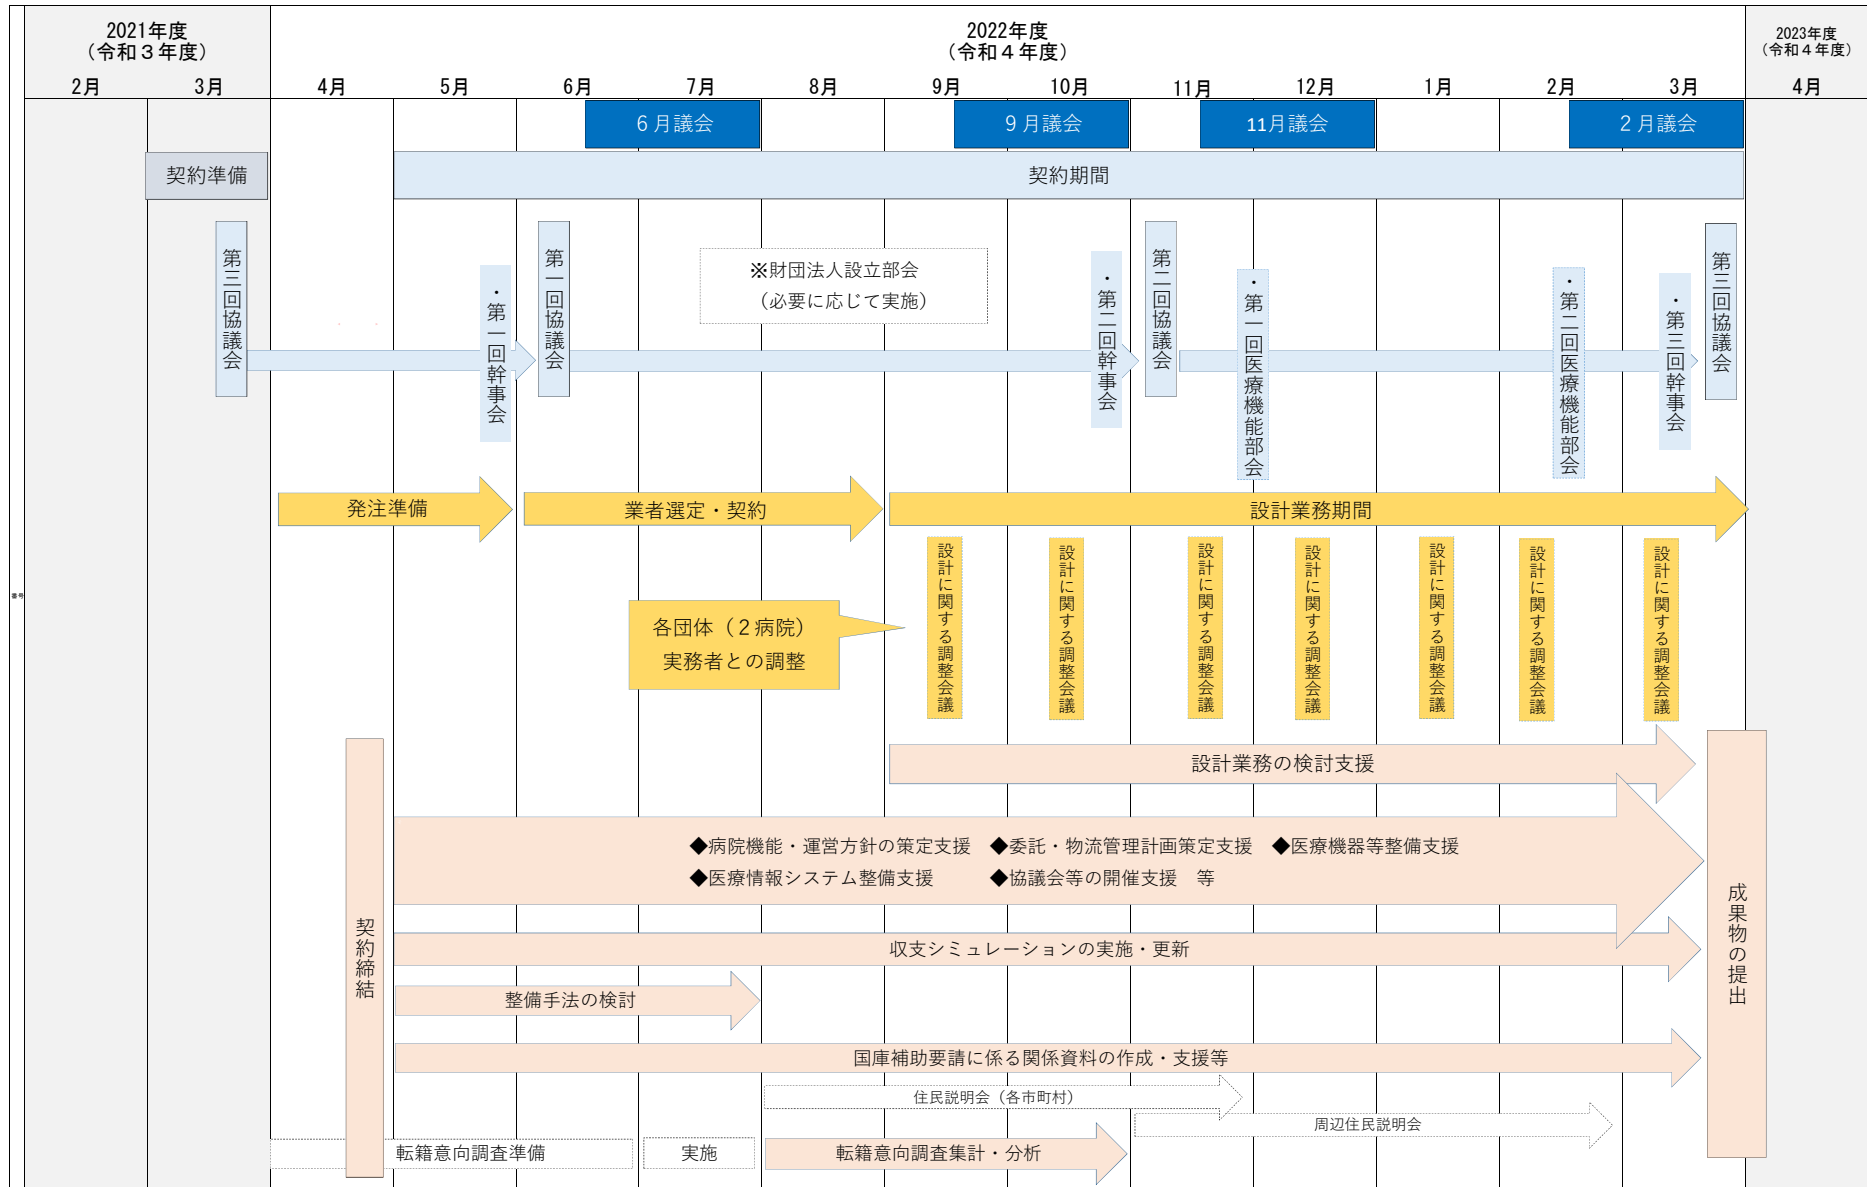 2021年度
（令和３年度）
2022年度
（令和４年度）
2023年度
（令和４年度）
2月
3月
4月
5月
6月
7月
8月
9月
10月
11月
12月
1月
2月
3月
4月
６月議会
９月議会
11月議会
２月議会
契約準備
契約期間
第三回協議会
・第一回幹事会
第一回協議会
※財団法人設立部会
（必要に応じて実施）
・第二回幹事会
第二回協議会
・第一回医療機能部会
・第二回医療機能部会
・第三回幹事会
第三回協議会
発注準備
業者選定・契約
設計業務期間
番号
各団体（２病院）
実務者との調整
設計に関する調整会議
設計に関する調整会議
設計に関する調整会議
設計に関する調整会議
設計に関する調整会議
設計に関する調整会議
設計に関する調整会議
契約締結
設計業務の検討支援
◆病院機能・運営方針の策定支援　◆委託・物流管理計画策定支援　◆医療機器等整備支援
◆医療情報システム整備支援　◆協議会等の開催支援　等
収支シミュレーションの実施・更新
整備手法の検討
国庫補助要請に係る関係資料の作成・支援等
住民説明会（各市町村）
周辺住民説明会
転籍意向調査準備
実施
転籍意向調査集計・分析
成果物の提出